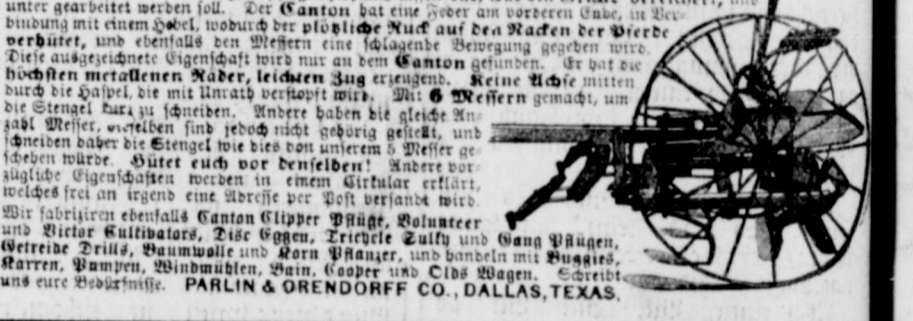 unter gearbeitet werden soll. Der Canton hat eine Feder am vorderen Ende, in Ver-
bindung mit einem Hebel, wodurch der plötzliche Ruck auf den Nacken der Pferde
verhütet, und ebenfalls den Messern eine schlagende Bewegung gegeben wird.
Diese ausgezeichnete Eigenschaft wird nur an dem Canton gefunden. Er hat die
höchsten metallenen Räder, leichten Zug erzeugend. Keine Achse mitten
durch die Haspel, die mit Unrath verstopft wird. Mit 6 Messern gemacht, um
die Stengel kurz zu schneiden. Andere haben die gleiche An-
zahl Messer, dieselben sind jedoch nicht gehörig gestellt, und
schneiden daher die Stengel wie dies von unserem 5 Messer ge-
schehen würde. Hütet euch vor denselben! Andere vor-
zügliche Eigenschaften werden in einem Cirkular erklärt,
welches frei an irgend eine Adresse per Post versandt wird.
Wir fabriziren ebenfalls Canton Clipper Pflüge, Volunteer
und Victor Cultivators, Disc Eggen, Tricycle Sulky und Gang Pflügen,
Getreide Drills, Baumwolle und Korn Pflanzer, und handeln mit Buggies,
Karren, Pumpen, Windmühlen, Bain, Cooper und Olds Wagen. Schreibt
uns eure Bedürfnisse. PARLIN & ORENDORFF CO., DALLAS, TEXAS.